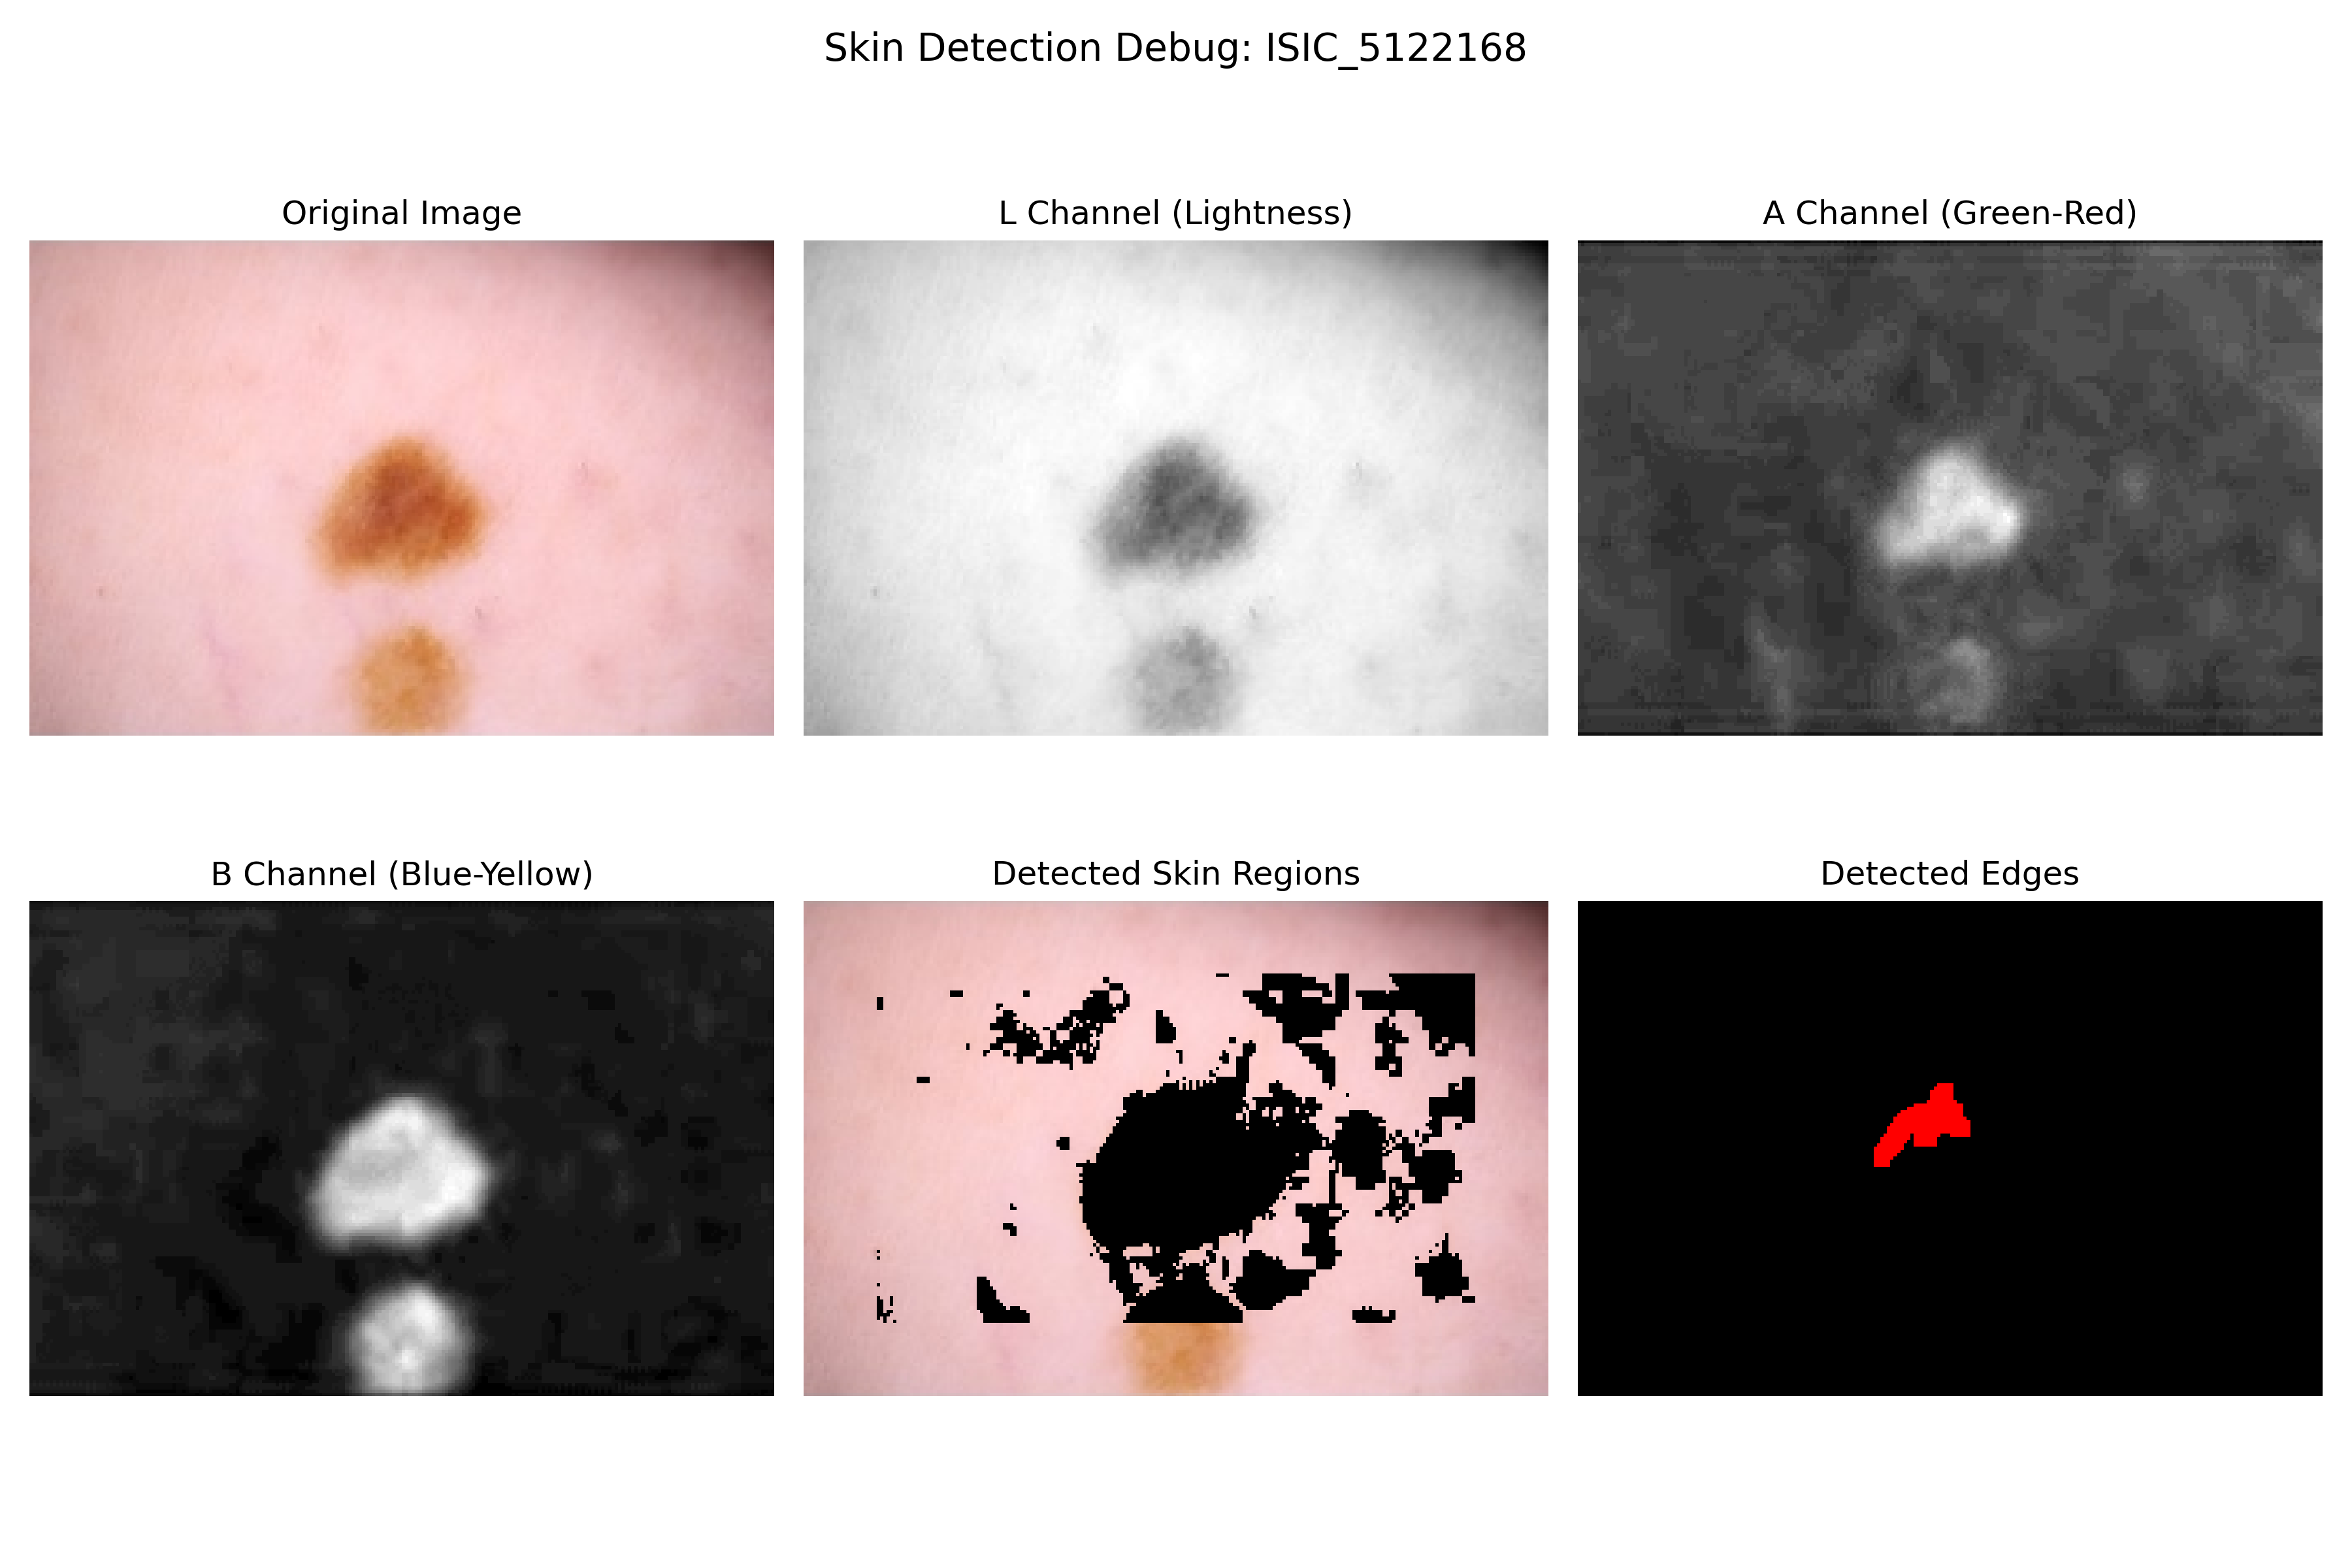 Skin Detection Debug: ISIC_5122168
Original Image
L Channel (Lightness)
A Channel (Green-Red)
B Channel (Blue-Yellow)
Detected Skin Regions
Detected Edges